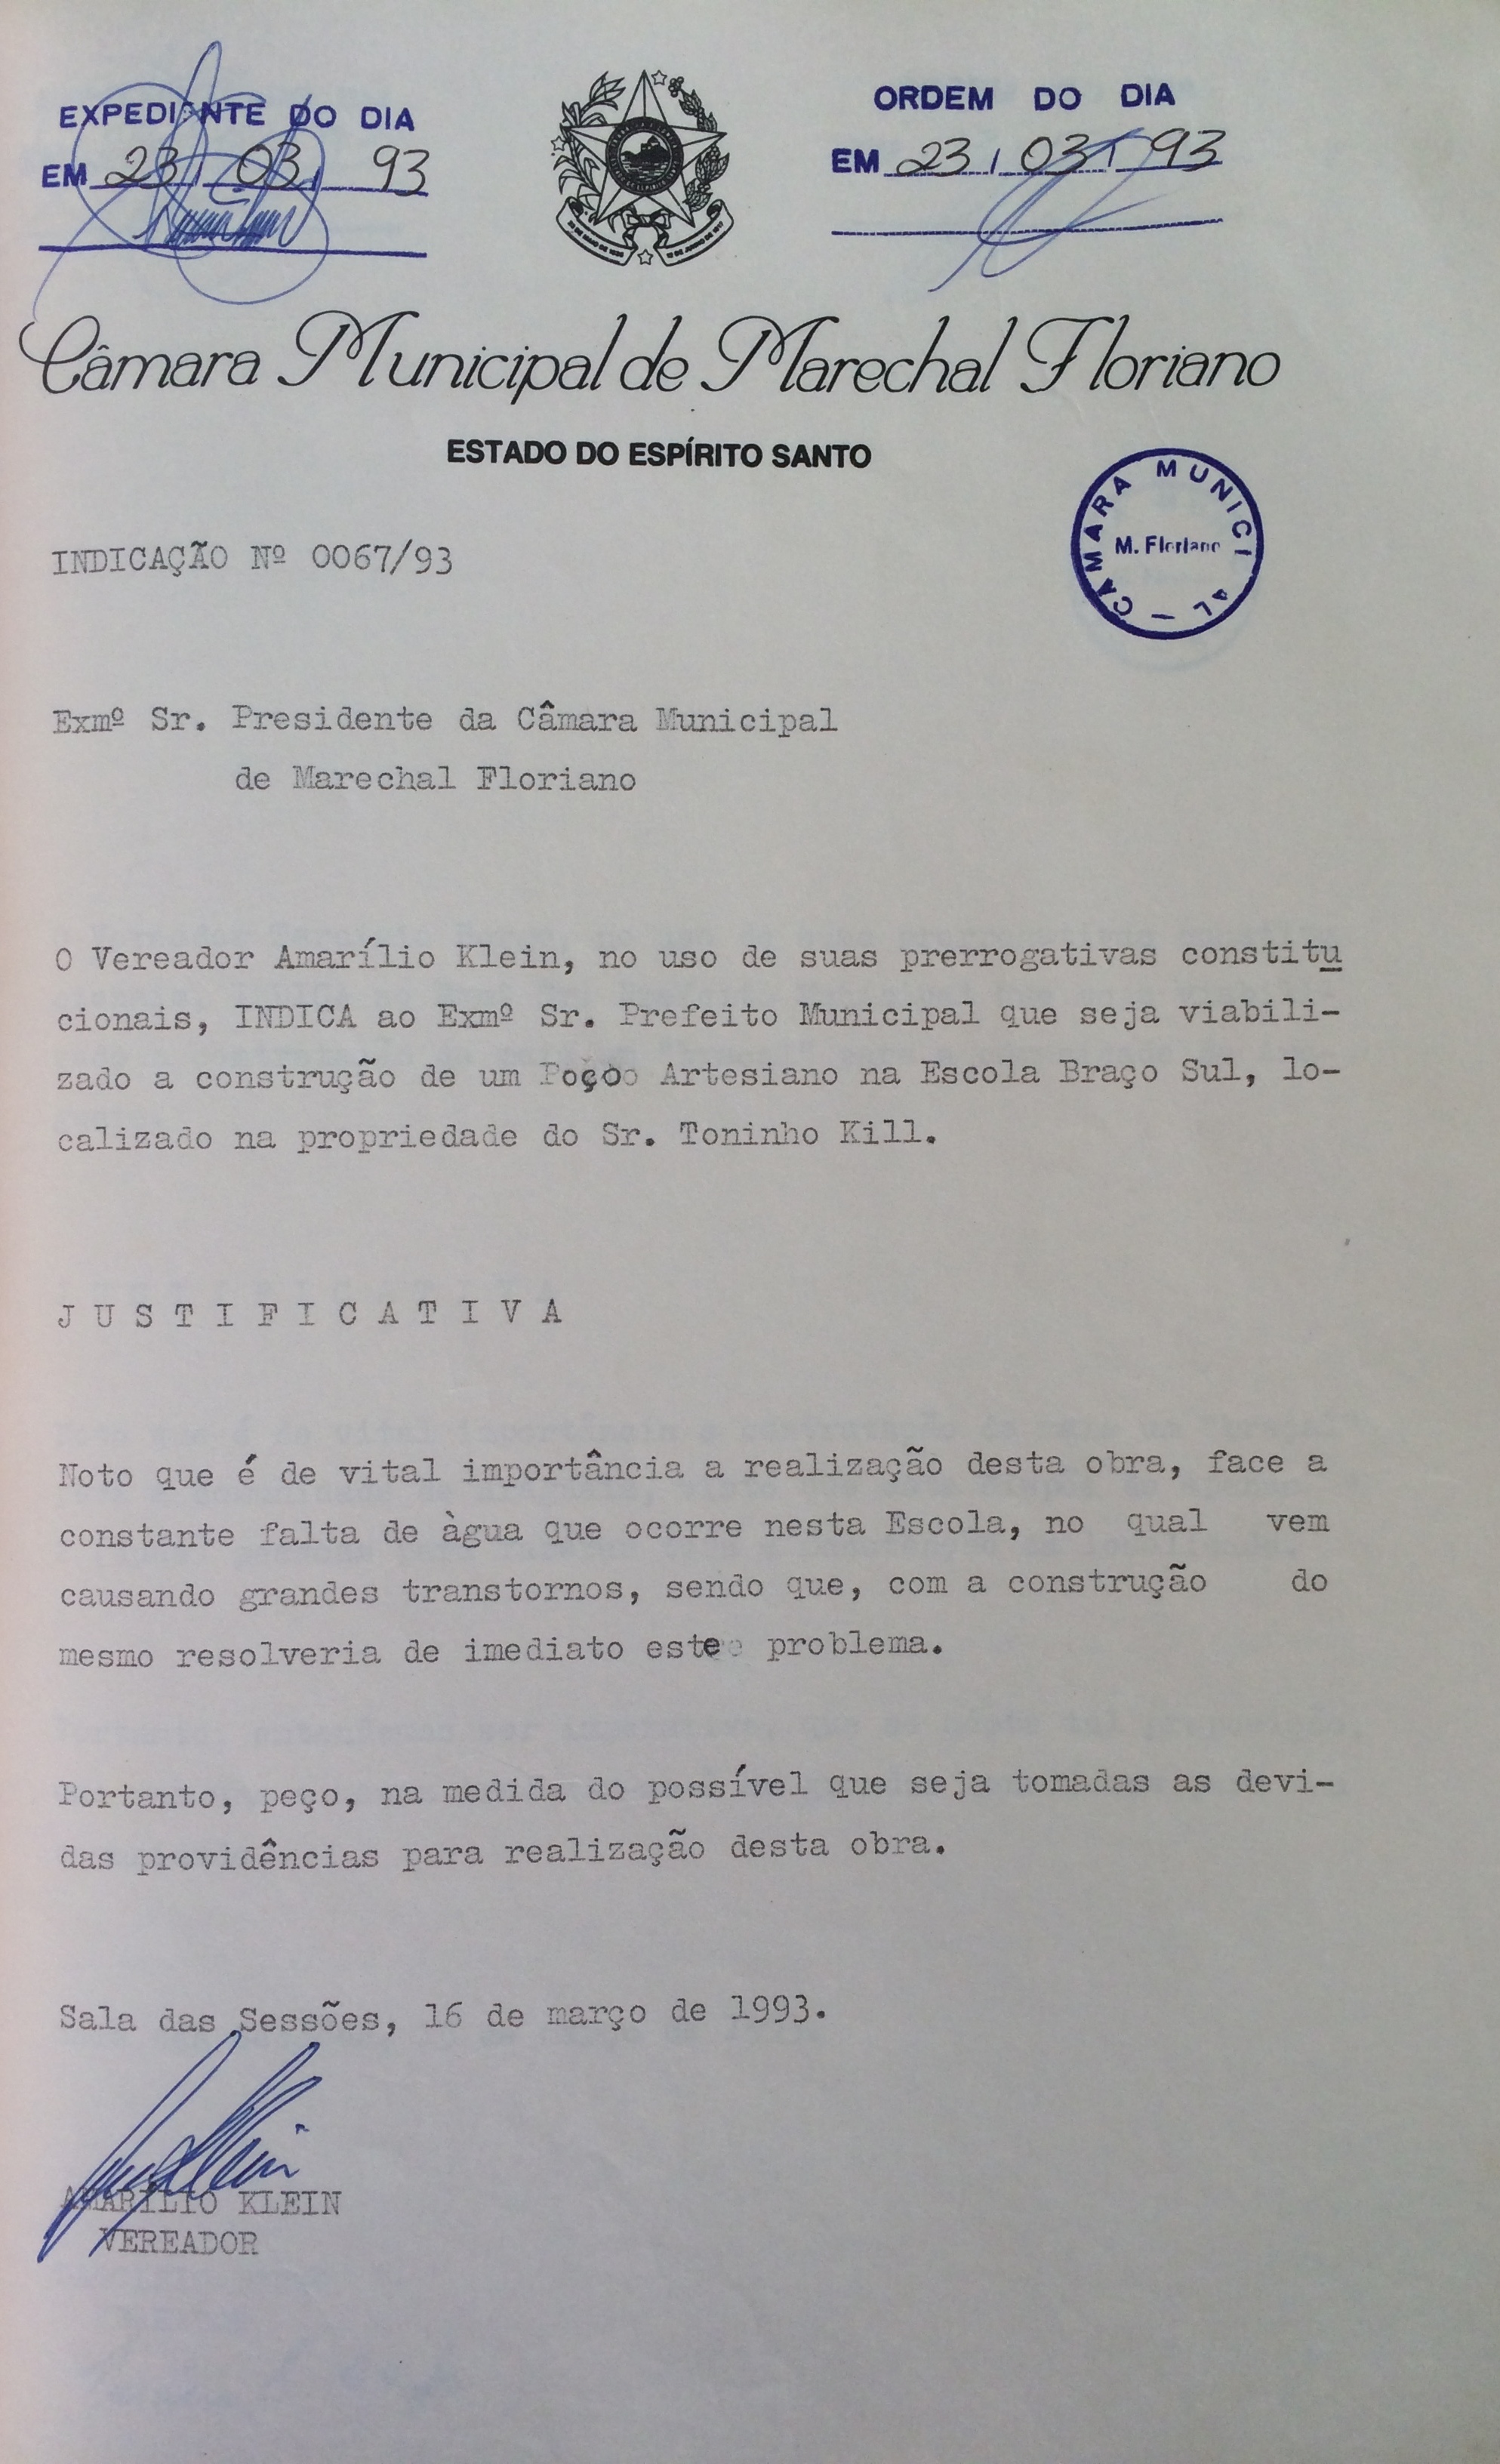 EXPEDIENTE DO DIA
EM 23 / 03 / 93
ORDEM DO DIA
EM 23 / 03 / 93
Câmara Municipal de Marechal Floriano
ESTADO DO ESPÍRITO SANTO
CÂMARA MUNICI AL —
M. Floriano
INDICAÇÃO Nº 0067/93
Exmº Sr. Presidente da Câmara Municipal
de Marechal Floriano
O Vereador Amarílio Klein, no uso de suas prerrogativas constitu
cionais, INDICA ao Exmº Sr. Prefeito Municipal que seja viabili-
zado a construção de um Poço Artesiano na Escola Braço Sul, lo-
calizado na propriedade do Sr. Toninho Kill.
J U S T I F I C A T I V A
Noto que é de vital importância a realização desta obra, face a
constante falta de àgua que ocorre nesta Escola, no qual vem
causando grandes transtornos, sendo que, com a construção do
mesmo resolveria de imediato este problema.
Portanto, peço, na medida do possível que seja tomadas as devi-
das providências para realização desta obra.
Sala das Sessões, 16 de março de 1993.
AMARÍLIO KLEIN
VEREADOR